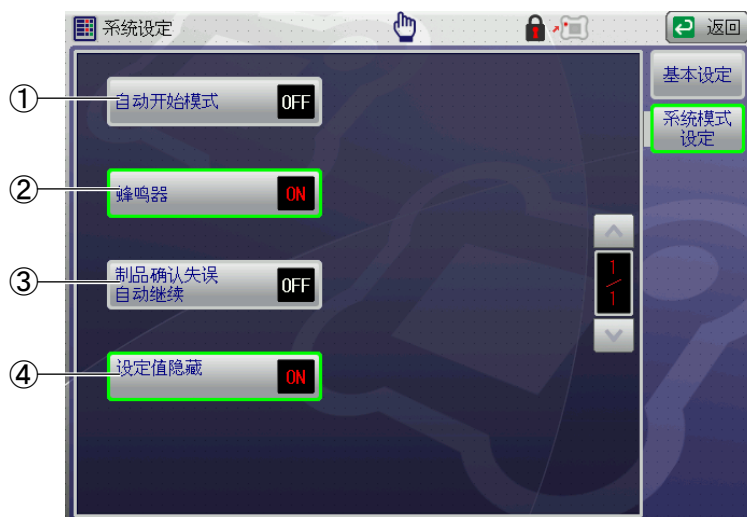 系统设定
返回
基本设定
系统模式
设定
① 自动开始模式 OFF
② 蜂鸣器 ON
③ 制品确认失误
自动继续 OFF
④ 设定值隐藏 ON
1/1